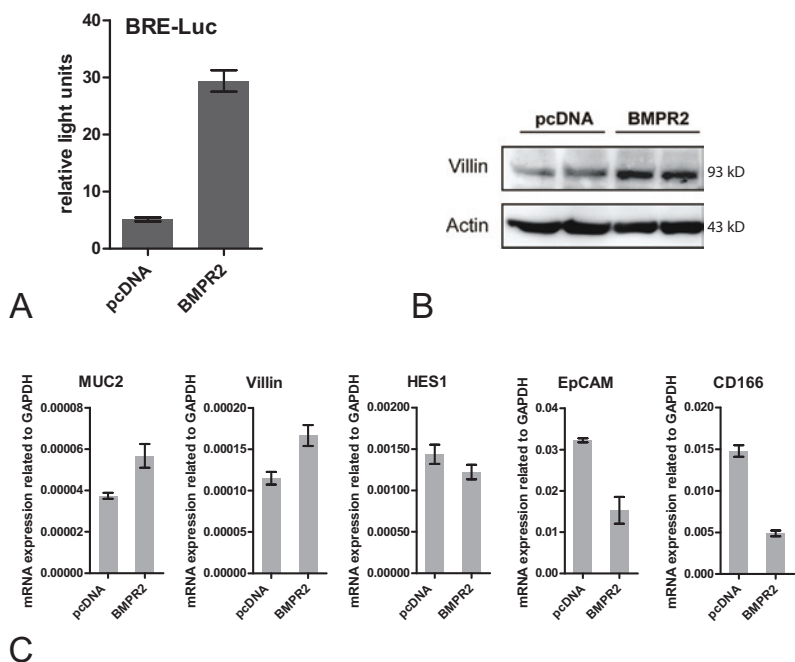 BRE-Luc
relative light units
40
30
20
10
0
pcDNA
BMPR2
A
pcDNA BMPR2
Villin 93 kD
Actin 43 kD
B
MUC2
mRNA expression related to GAPDH
0.00008
0.00006
0.00004
0.00002
0.00000
pcDNA
BMPR2
Villin
mRNA expression related to GAPDH
0.00020
0.00015
0.00010
0.00005
0.00000
pcDNA
BMPR2
HES1
mRNA expression related to GAPDH
0.00200
0.00150
0.00100
0.00050
0.00000
pcDNA
BMPR2
EpCAM
mRNA expression related to GAPDH
0.04
0.03
0.02
0.01
0.00
pcDNA
BMPR2
CD166
mRNA expression related to GAPDH
0.020
0.015
0.010
0.005
0.000
pcDNA
BMPR2
C